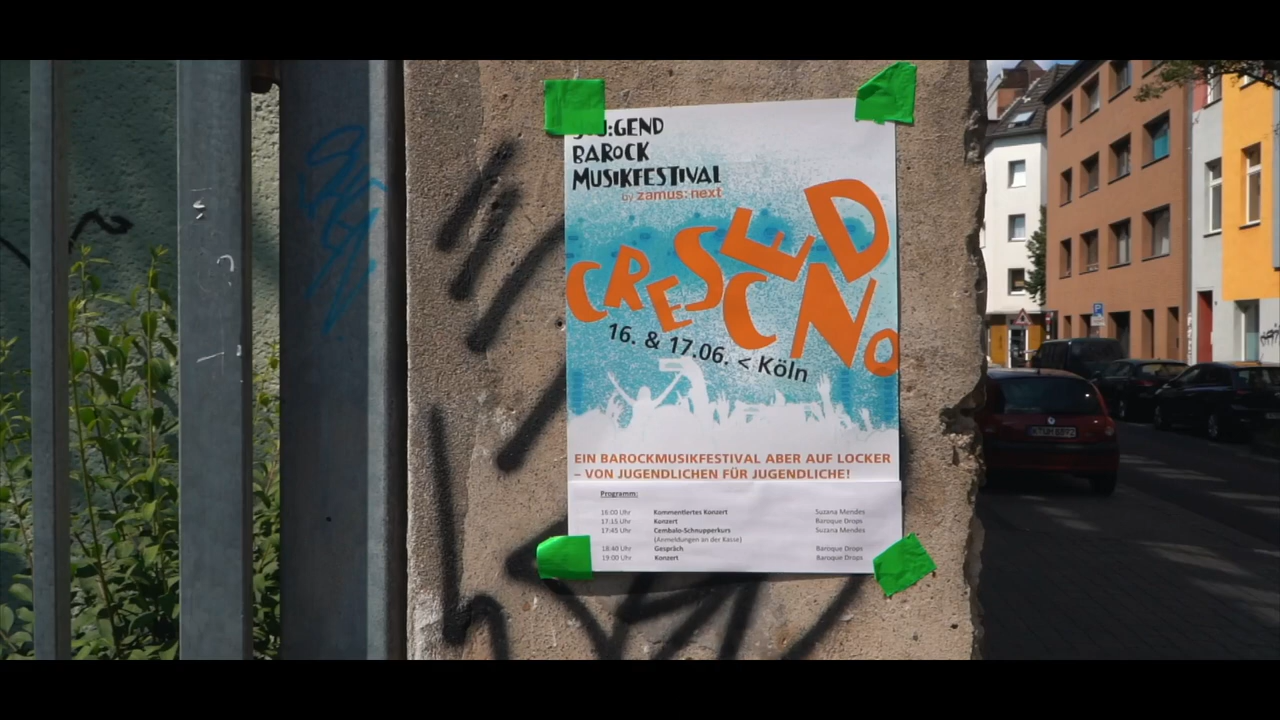 J:U:GEND
BAROCK
MUSIKFESTIVAL
by zamus: next
CRESCENDO
16. & 17.06. < Köln
EIN BAROCKMUSIKFESTIVAL ABER AUF LOCKER
– VON JUGENDLICHEN FÜR JUGENDLICHE!
Programm:
16:00 Uhr Kommentiertes Konzert Suzana Mendes
17:15 Uhr Konzert Baroque Drops
17:45 Uhr Cembalo-Schnupperkurs Suzana Mendes
(Anmeldungen an der Kasse)
18:40 Uhr Gespräch Baroque Drops
19:00 Uhr Konzert Baroque Drops